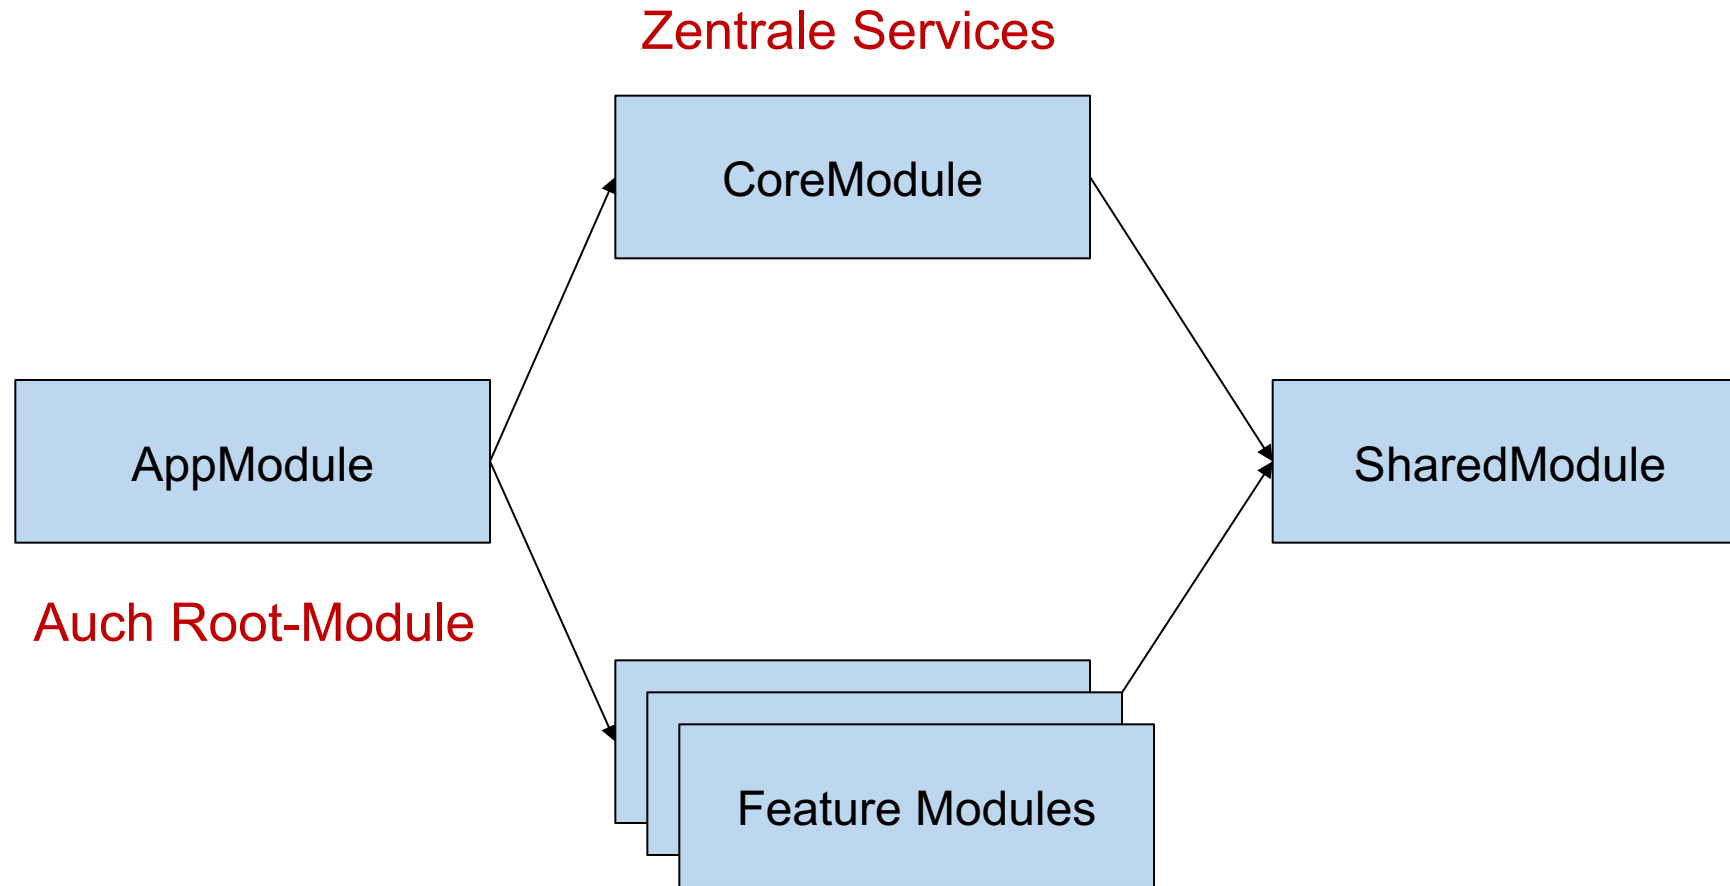 Zentrale Services
CoreModule
AppModule
SharedModule
Auch Root-Module
Feature Modules